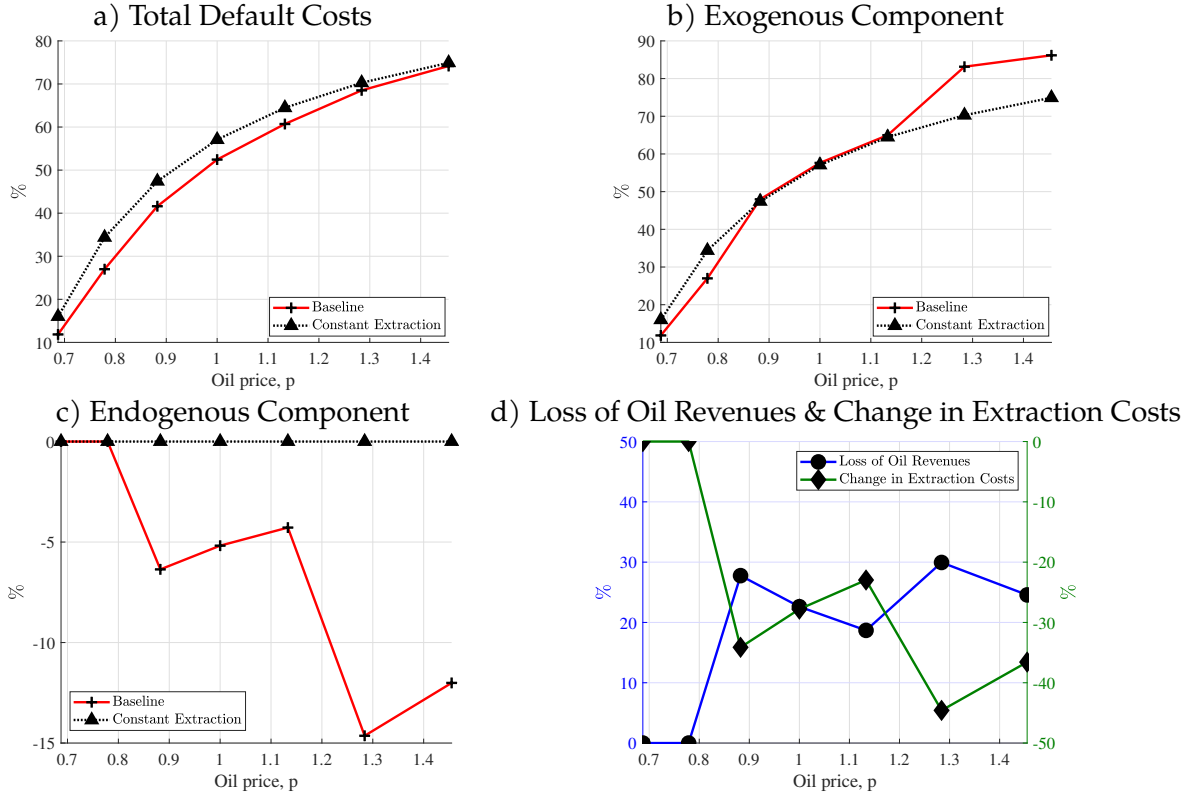 a) Total Default Costs
80
70
60
50
40
30
20
10
%
0.7 0.8 0.9 1 1.1 1.2 1.3 1.4
Oil price, p
Baseline
Constant Extraction
b) Exogenous Component
90
80
70
60
50
40
30
20
10
%
0.7 0.8 0.9 1 1.1 1.2 1.3 1.4
Oil price, p
Baseline
Constant Extraction
c) Endogenous Component
0
-5
-10
-15
%
0.7 0.8 0.9 1 1.1 1.2 1.3 1.4
Oil price, p
Baseline
Constant Extraction
d) Loss of Oil Revenues & Change in Extraction Costs
50
40
30
20
10
0
%
0
-10
-20
-30
-40
-50
%
0.7 0.8 0.9 1 1.1 1.2 1.3 1.4
Oil price, p
Loss of Oil Revenues
Change in Extraction Costs